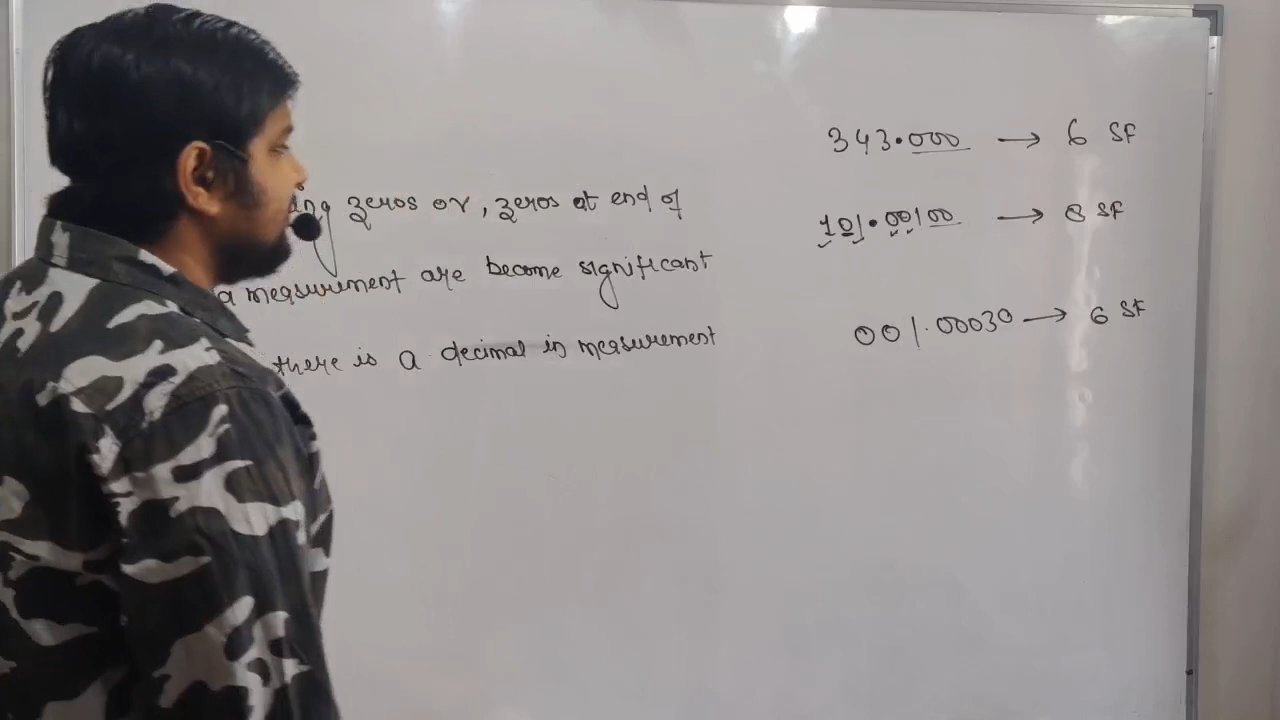 zeros or, zeros at end of
a measurement are become significant
there is a decimal in measurement
343.000 → 6 SF
101.00100 → 8 SF
001.00030 → 6 SF